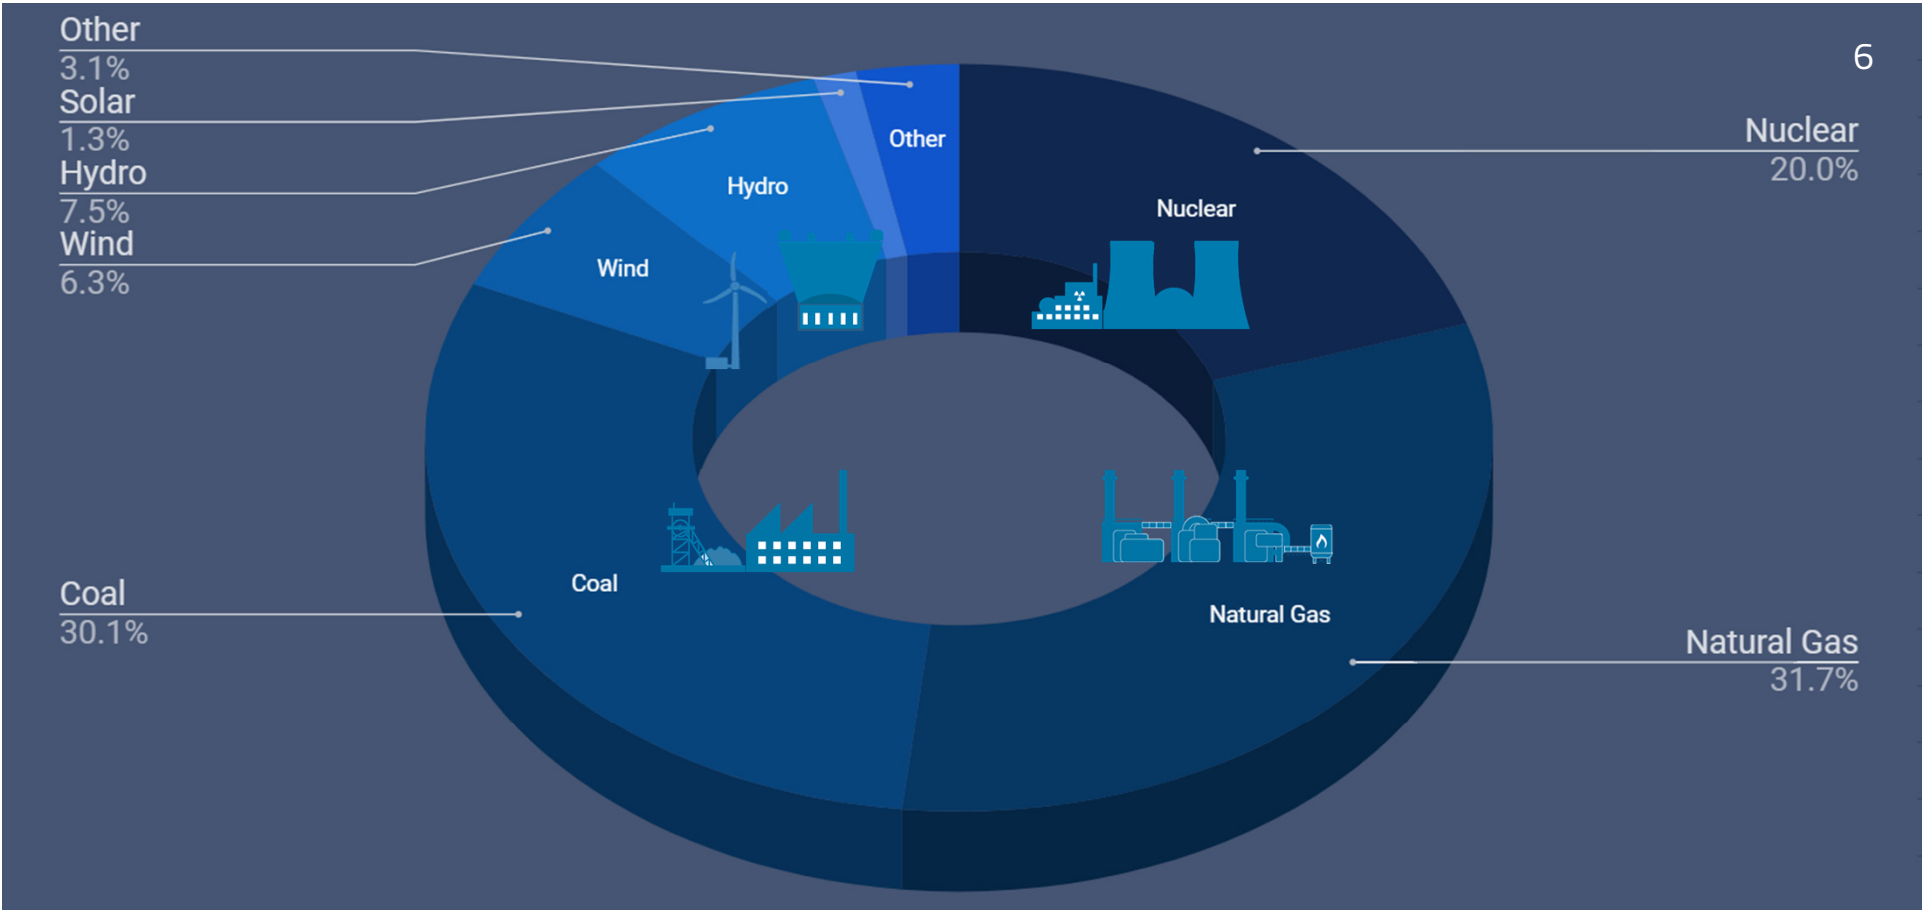 Other
3.1%
Solar
1.3%
Hydro
7.5%
Wind
6.3%
Coal
30.1%
6
Nuclear
20.0%
Natural Gas
31.7%
Other
Hydro
Nuclear
Wind
Coal
Natural Gas